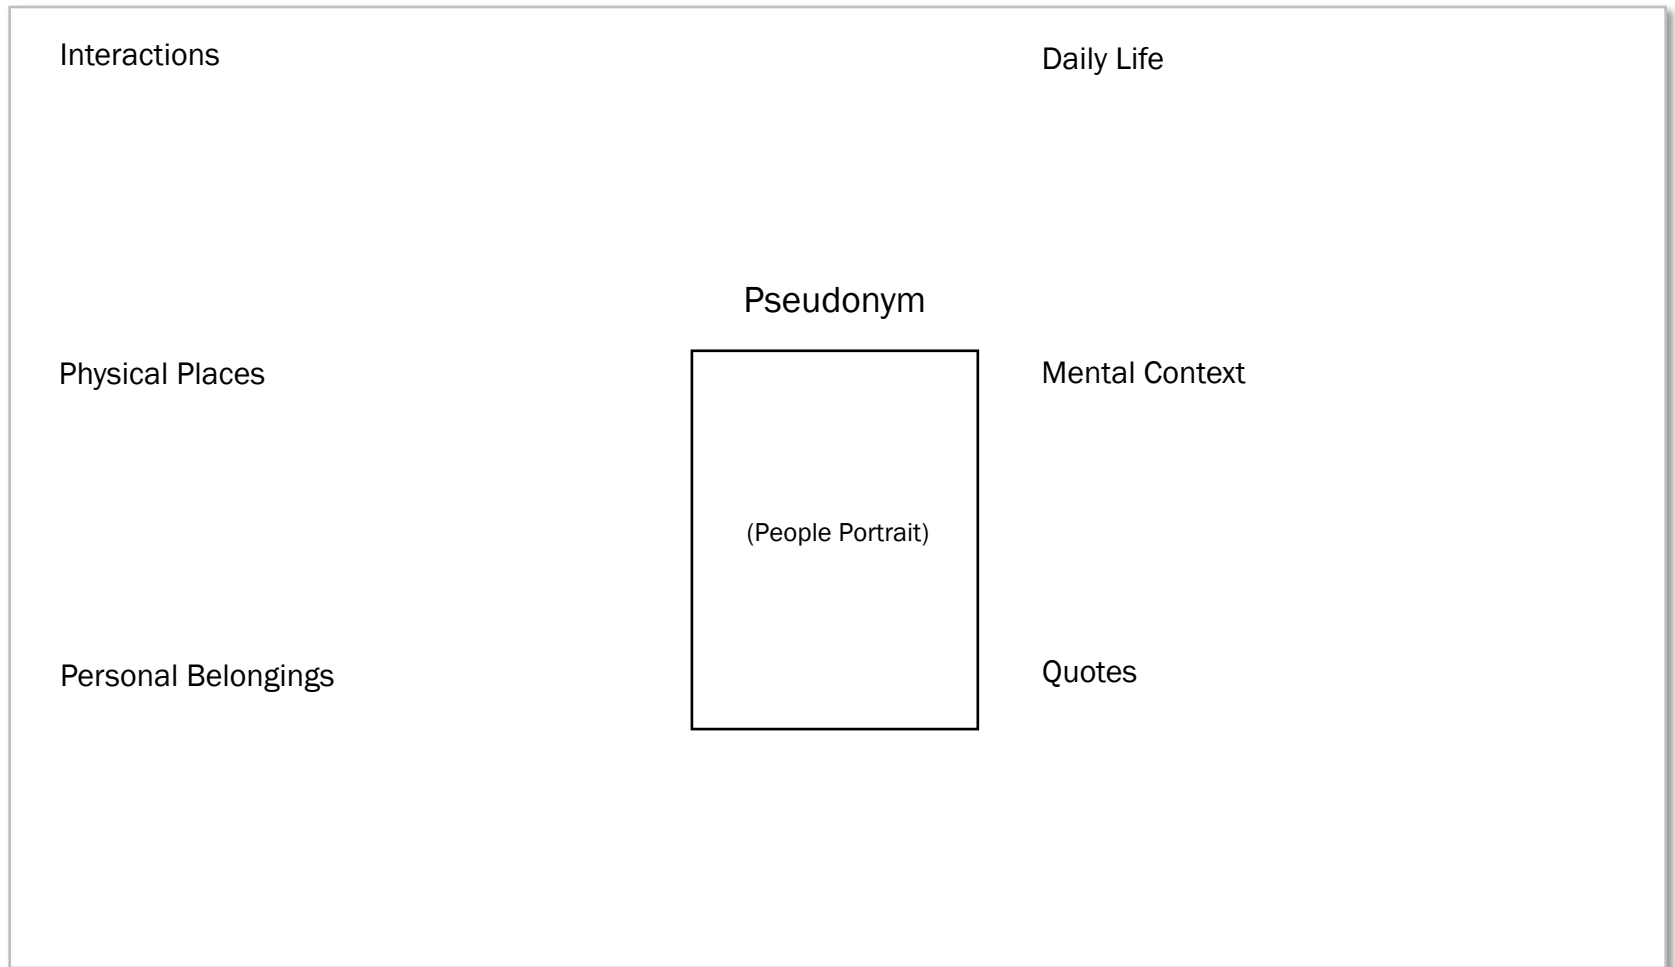 Interactions
Daily Life
Pseudonym
Physical Places
Mental Context
(People Portrait)
Personal Belongings
Quotes